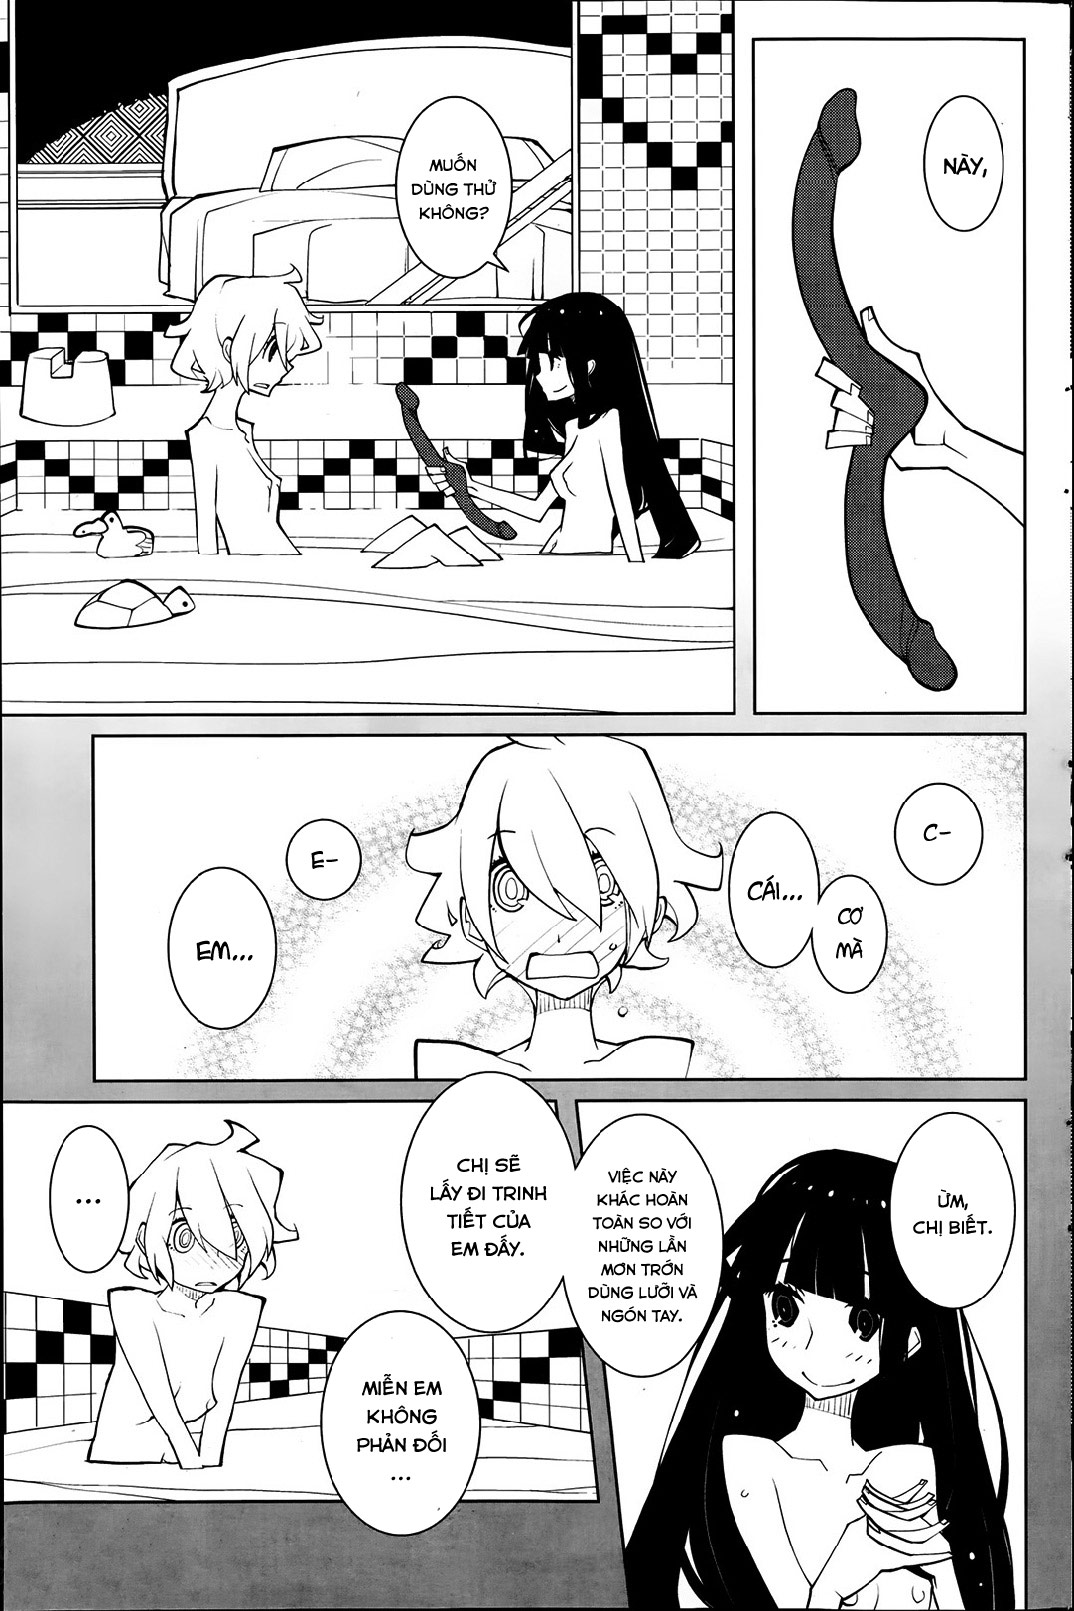 NÀY,
MUỐN
DÙNG THỬ
KHÔNG?
C-
CƠ
MÀ
CÁI...
E-
EM...
ỪM,
CHỊ BIẾT.
VIỆC NÀY
KHÁC HOÀN
TOÀN SO VỚI
NHỮNG LẦN
MƠN TRỚN
DÙNG LƯỠI VÀ
NGÓN TAY.
CHỊ SẼ
LẤY ĐI TRINH
TIẾT CỦA
EM ĐẤY.
MIỄN EM
KHÔNG
PHẢN ĐỐI
...
...